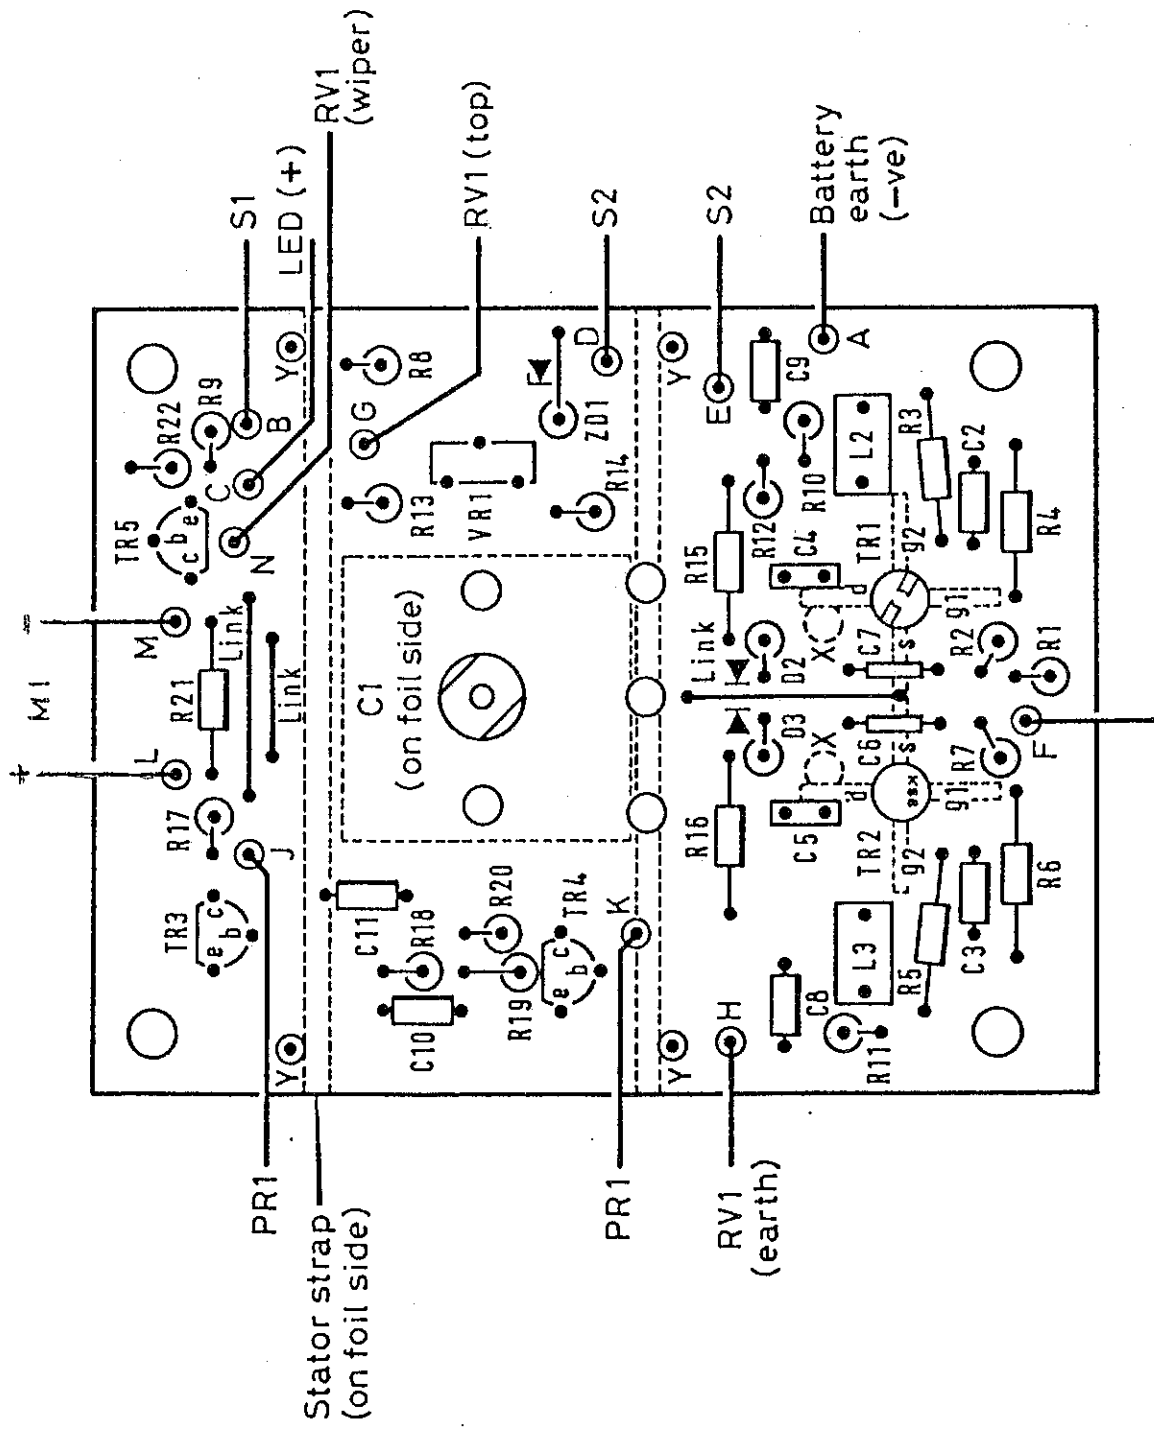 RV1
(wiper)
LED (+)
S1
RV1 (top)
S2
S2
Battery
earth
(-ve)
M1
+
-
R22
R9
B
C
Y
TR5
c b e
N
M
L
R21
Link
Link
R17
J
TR3
e b c
Y
R8
G
R13
VR1
ZD1
D
R14
C1
(on foil side)
C11
R18
C10
R20
R19
TR4
e b c
K
Y
E
C9
A
R15
R12
R10
L2
R3
C2
R4
C4
TR1
g2
d
g1
s
X
C7
R2
R1
Link
D2
D3
X
C6
s
R7
F
R16
C5
TR2
d
g2
g1
K86
R6
C3
R5
L3
C8
R11
H
Y
PR1
Stator strap
(on foil side)
PR1
RV1
(earth)